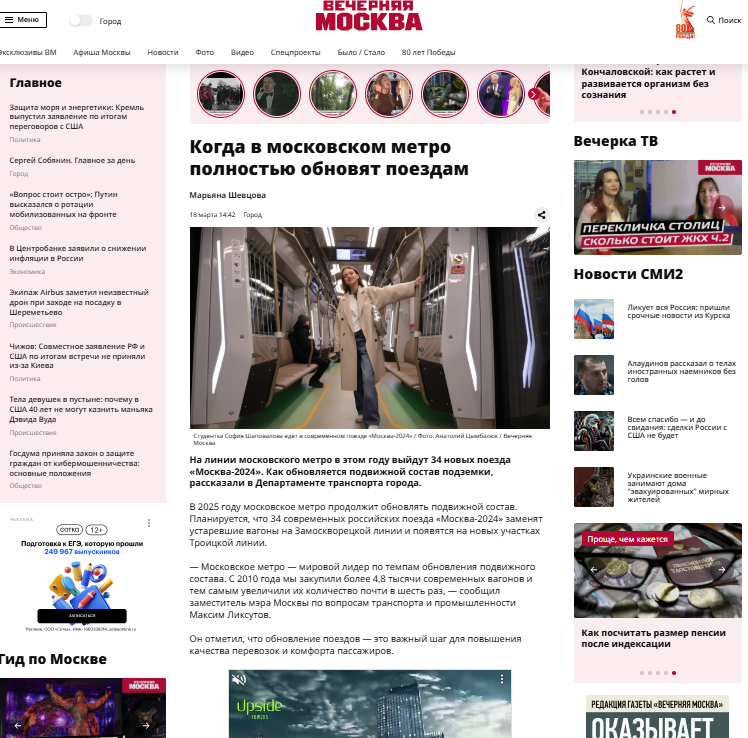 Меню
Город
ВЕЧЕРНЯЯ
МОСКВА
80
Поиск
Эксклюзивы ВМ
Афиша Москвы
Новости
Фото
Видео
Спецпроекты
Было / Стало
80 лет Победы
Главное
Защита моря и энергетики: Кремль
выпустил заявление по итогам
переговоров с США
Политика
Сергей Собянин. Главное за день
Город
«Вопрос стоит остро»: Путин
высказался о ротации
мобилизованных на фронте
Общество
В Центробанке заявили о снижении
инфляции в России
Экономика
Экипаж Airbus заметил неизвестный
дрон при заходе на посадку в
Шереметьево
Происшествия
Чижов: Совместное заявление РФ и
США по итогам встречи не приняли
из-за Киева
Политика
Тела девушек в пустыне: почему в
США 40 лет не могут казнить маньяка
Дэвида Вуда
Происшествия
Госдума приняла закон о защите
граждан от кибермошенничества:
основные положения
Общество
РЕКЛАМА
СОТКО
12+
Подготовка к ЕГЭ, которую прошли
249 967 выпускников
ЗАПИСАТЬСЯ
Гид по Москве
ВЕЧЕРНЯЯ
МОСКВА
Когда в московском метро
полностью обновят поездам
Марьяна Шевцова
18 марта 14:42
Город
Студентка София Шаповалова едет в современном поезде «Москва-2024» / Фото: Анатолий Цымбалюк / Вечерняя
Москва
На линии московского метро в этом году выйдут 34 новых поезда
«Москва-2024». Как обновляется подвижной состав подземки,
рассказали в Департаменте транспорта города.
В 2025 году московское метро продолжит обновлять подвижной состав.
Планируется, что 34 современных российских поезда «Москва-2024» заменят
устаревшие вагоны на Замоскворецкой линии и появятся на новых участках
Троицкой линии.
— Московское метро — мировой лидер по темпам обновления подвижного
состава. С 2010 года мы закупили более 4,8 тысячи современных вагонов и
тем самым увеличили их количество почти в шесть раз, — сообщил
заместитель мэра Москвы по вопросам транспорта и промышленности
Максим Ликсутов.
Он отметил, что обновление поездов — это важный шаг для повышения
качества перевозок и комфорта пассажиров.
Upside
TOWERS
Кончаловской: как растет и
развивается организм без
сознания
Вечерка ТВ
ВЕЧЕРНЯЯ
МОСКВА
ПЕРЕКЛИЧКА СТОЛИЦ
СКОЛЬКО СТОИТ ЖКХ Ч.2
Новости СМИ2
Ликует вся Россия: пришли
срочные новости из Курска
Алаудинов рассказал о телах
иностранных наемников без
голов
Всем спасибо — и до
свидания: сделки России с
США не будет
Украинские военные
занимают дома
"эвакуированных" мирных
жителей
Проще, чем кажется
Как посчитать размер пенсии
после индексации
РЕДАКЦИЯ ГАЗЕТЫ «ВЕЧЕРНЯЯ МОСКВА»
ОКАЗЫВАЕТ